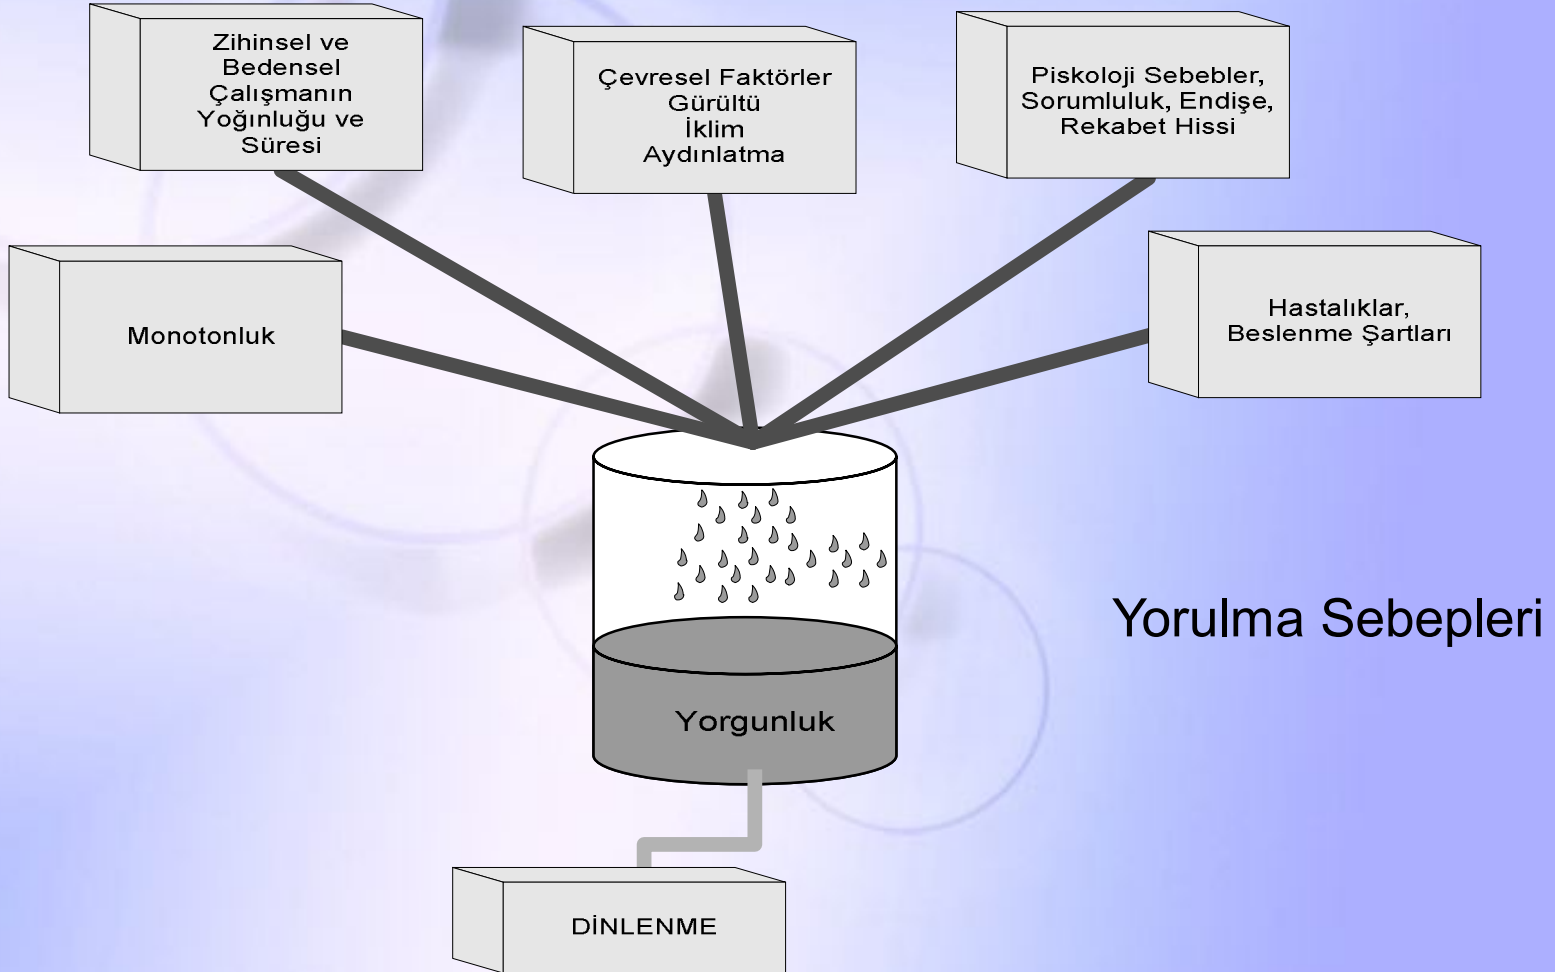 Zihinsel ve
Bedensel
Çalışmanın
Yoğınluğu ve
Süresi
Çevresel Faktörler
Gürültü
İklim
Aydınlatma
Piskoloji Sebebler,
Sorumluluk, Endişe,
Rekabet Hissi
Monotonluk
Hastalıklar,
Beslenme Şartları
Yorulma Sebepleri
Yorgunluk
DİNLENME